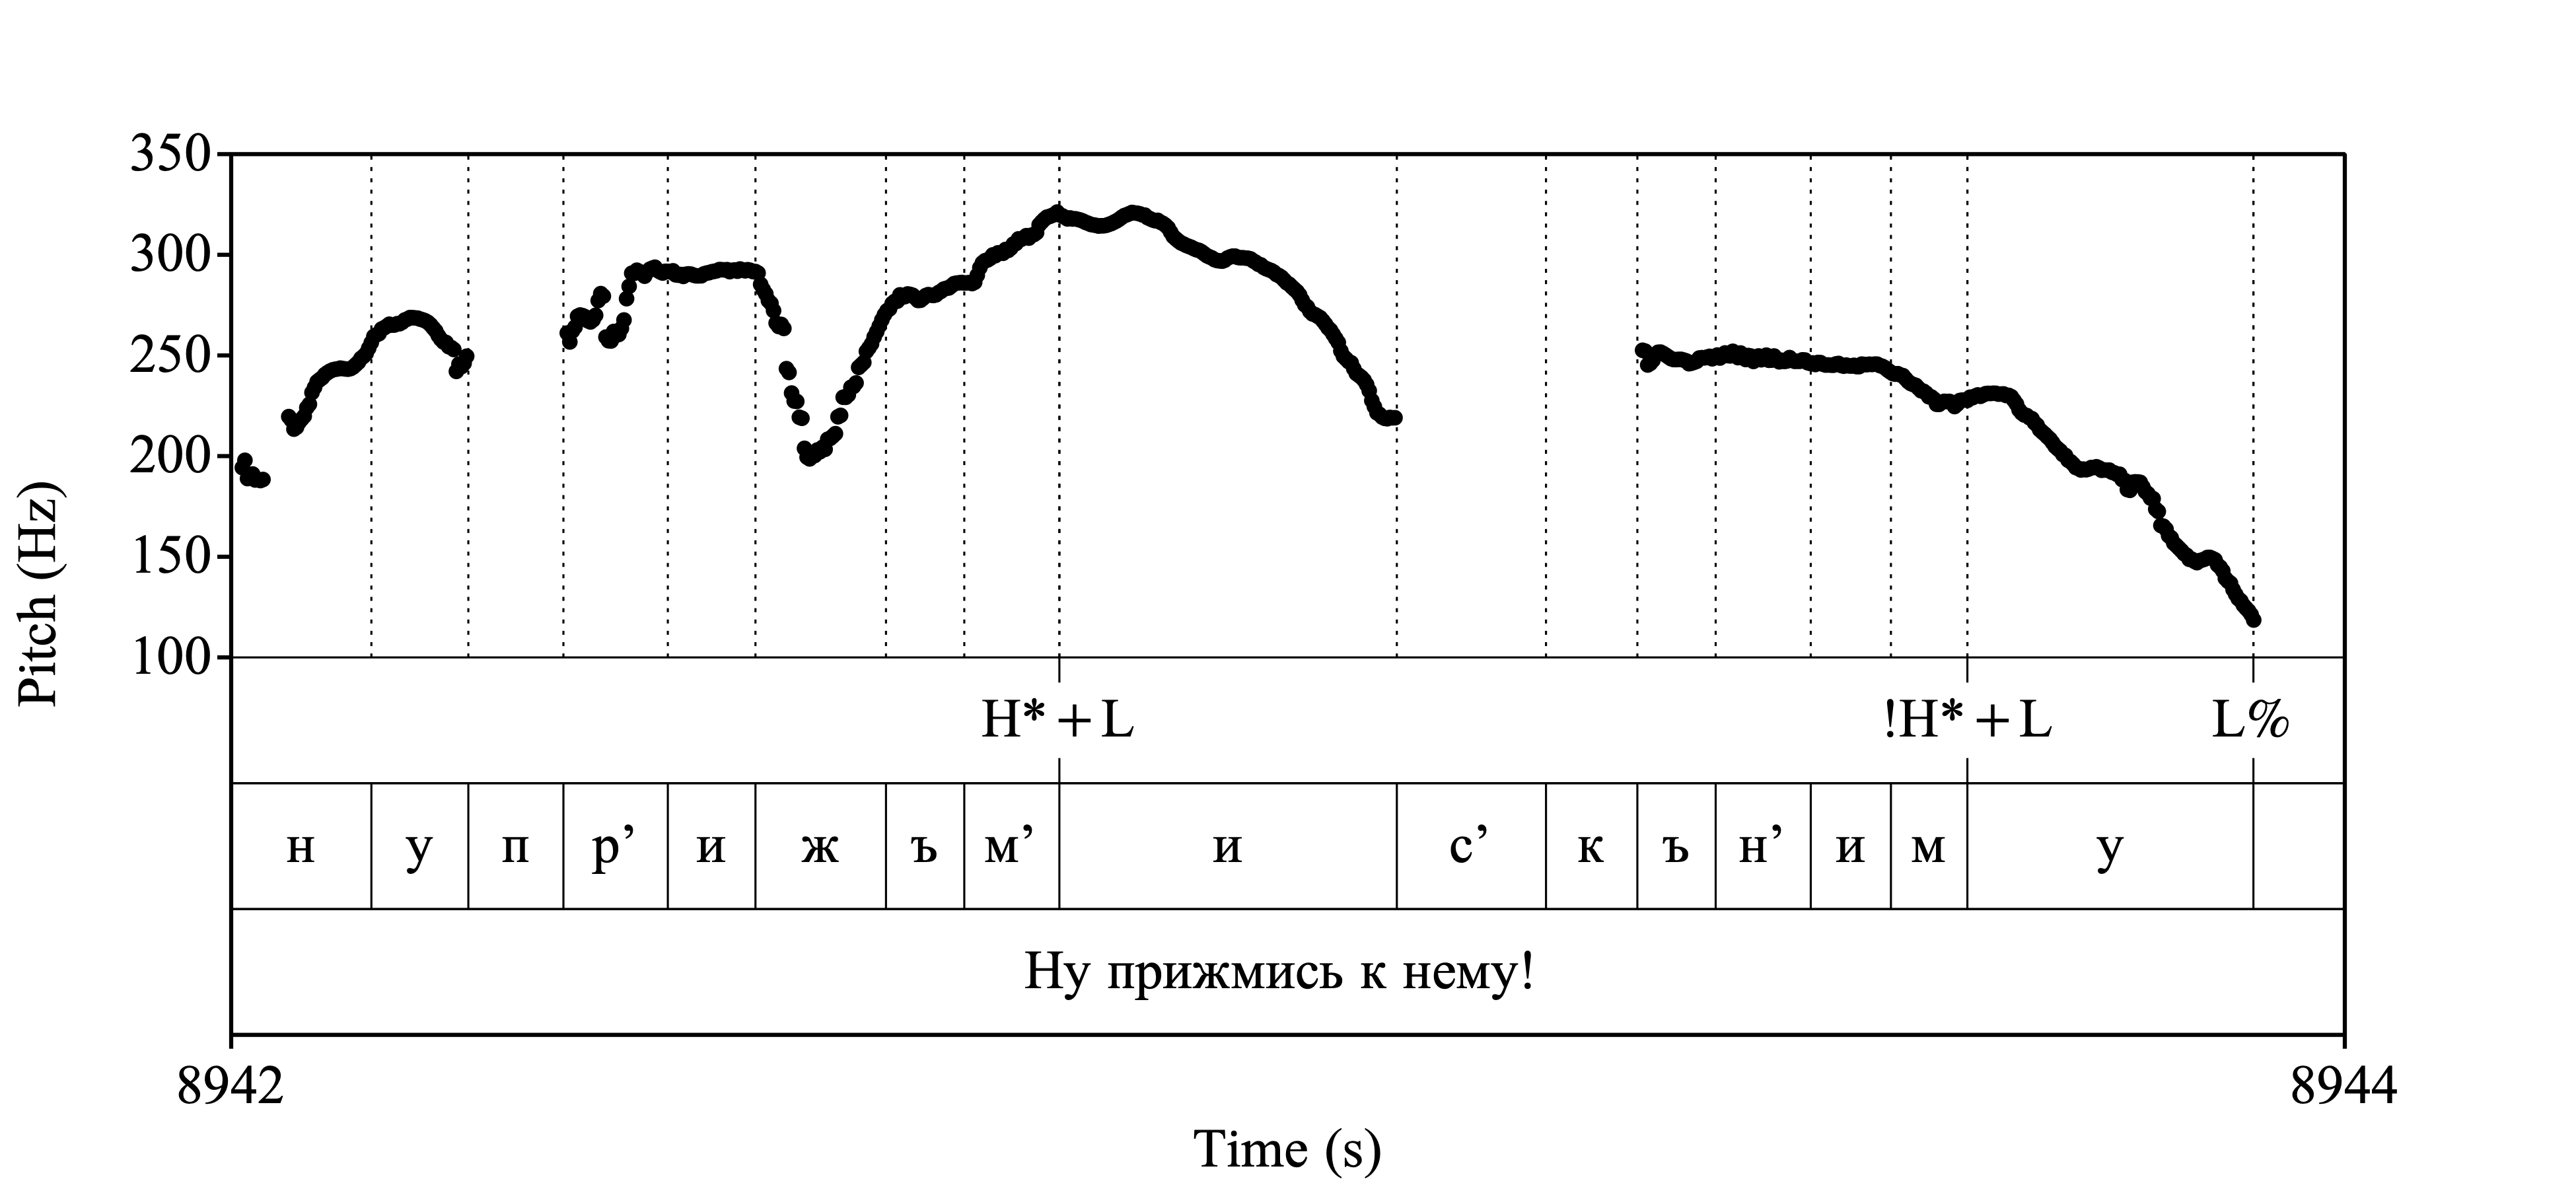 350
300
250
200
150
100
Pitch (Hz)
H* + L !H* + L L%
н у п р’ и ж ъ м’ и с’ к ъ н’ и м у
Ну прижмись к нему!
8942 8944
Time (s)